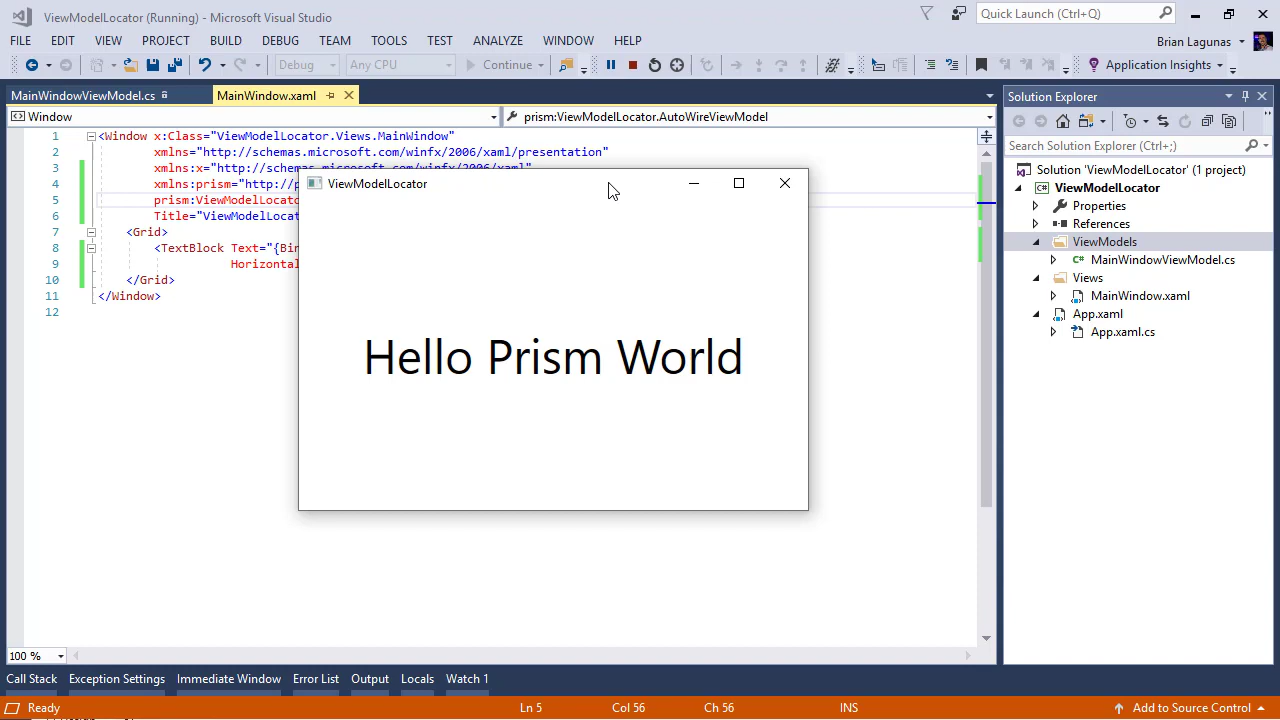 ViewModelLocator (Running) - Microsoft Visual Studio
Quick Launch (Ctrl+Q)
FILE EDIT VIEW PROJECT BUILD DEBUG TEAM TOOLS TEST ANALYZE WINDOW HELP
Brian Lagunas
Debug Any CPU Continue Application Insights
MainWindowViewModel.cs MainWindow.xaml
Window prism:ViewModelLocator.AutoWireViewModel
1 <Window x:Class="ViewModelLocator.Views.MainWindow"
2 xmlns="http://schemas.microsoft.com/winfx/2006/xaml/presentation"
3 xmlns:x="http://schemas.microsoft.com/winfx/2006/xaml"
4 xmlns:prism="http://p
5 prism:ViewModelLocato
6 Title="ViewModelLocat
7 <Grid>
8 <TextBlock Text="{Bin
9 Horizontal
10 </Grid>
11 </Window>
12
ViewModelLocator
Hello Prism World
Solution Explorer
Search Solution Explorer (Ctrl+;)
Solution 'ViewModelLocator' (1 project)
ViewModelLocator
Properties
References
ViewModels
MainWindowViewModel.cs
Views
MainWindow.xaml
App.xaml
App.xaml.cs
100 %
Call Stack Exception Settings Immediate Window Error List Output Locals Watch 1
Ready Ln 5 Col 56 Ch 56 INS Add to Source Control